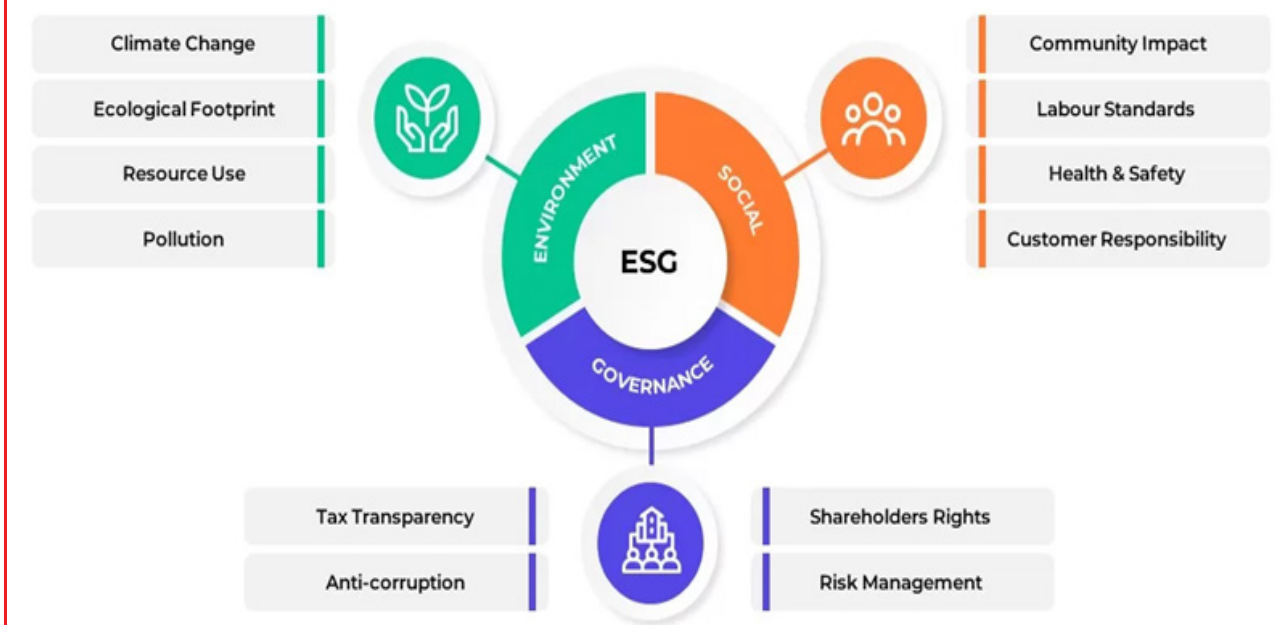 Climate Change
Ecological Footprint
Resource Use
Pollution
ENVIRONMENT
SOCIAL
ESG
GOVERNANCE
Community Impact
Labour Standards
Health & Safety
Customer Responsibility
Tax Transparency
Anti-corruption
Shareholders Rights
Risk Management